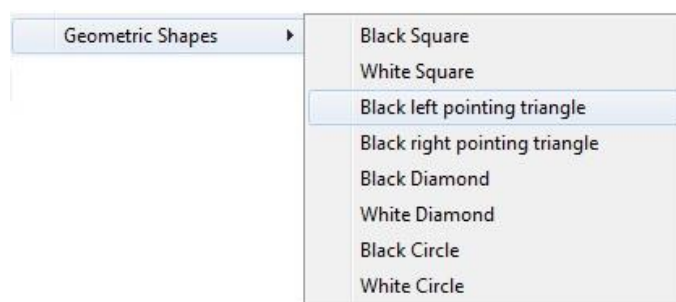 Geometric Shapes
Black Square
White Square
Black left pointing triangle
Black right pointing triangle
Black Diamond
White Diamond
Black Circle
White Circle